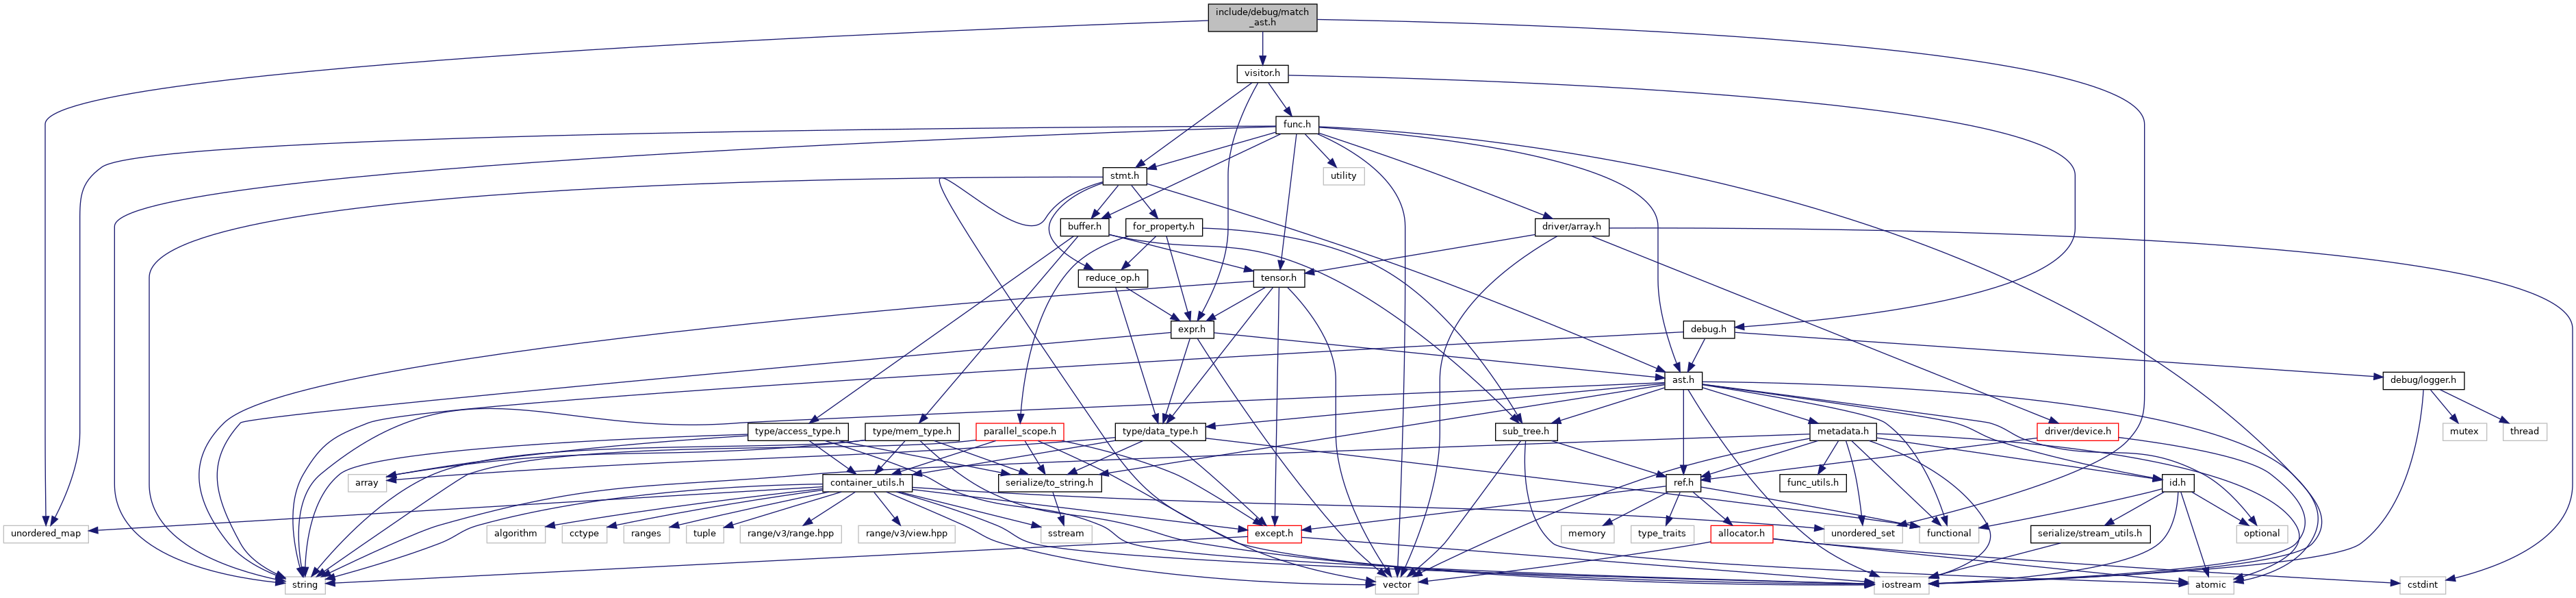 include/debug/match
_ast.h
visitor.h
func.h
stmt.h
utility
buffer.h
for_property.h
driver/array.h
reduce_op.h
tensor.h
expr.h
debug.h
ast.h
debug/logger.h
type/access_type.h
type/mem_type.h
parallel_scope.h
type/data_type.h
sub_tree.h
metadata.h
driver/device.h
mutex
thread
array
container_utils.h
serialize/to_string.h
ref.h
func_utils.h
id.h
unordered_map
algorithm
cctype
ranges
tuple
range/v3/range.hpp
range/v3/view.hpp
sstream
except.h
memory
type_traits
allocator.h
unordered_set
functional
serialize/stream_utils.h
optional
string
vector
iostream
atomic
cstdint